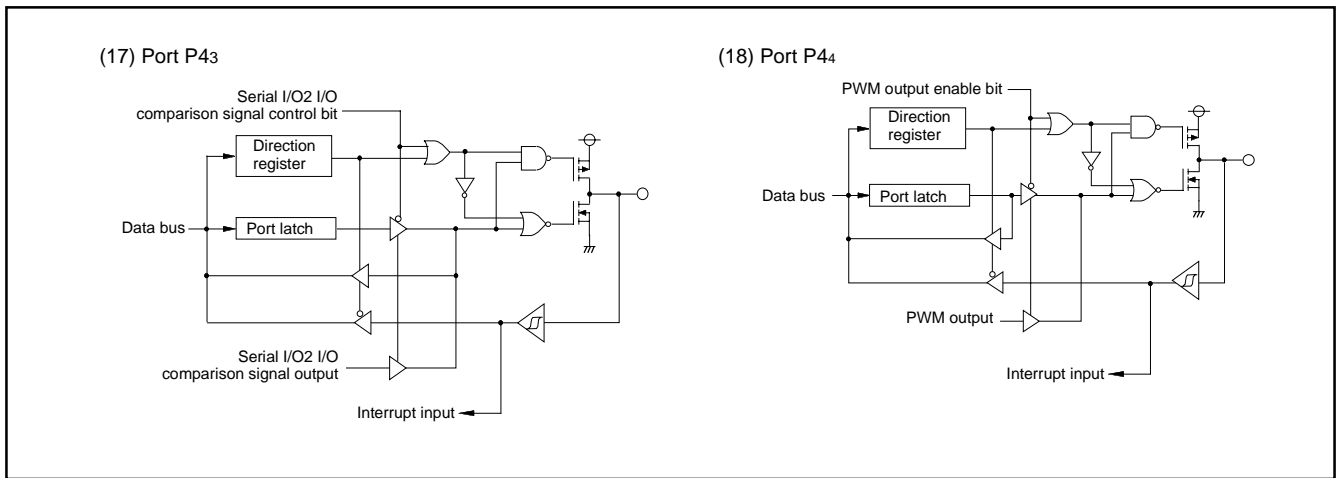 (17) Port P43
Serial I/O2 I/O
comparison signal control bit
Direction
register
Data bus
Port latch
Serial I/O2 I/O
comparison signal output
Interrupt input
(18) Port P44
PWM output enable bit
Direction
register
Data bus
Port latch
PWM output
Interrupt input